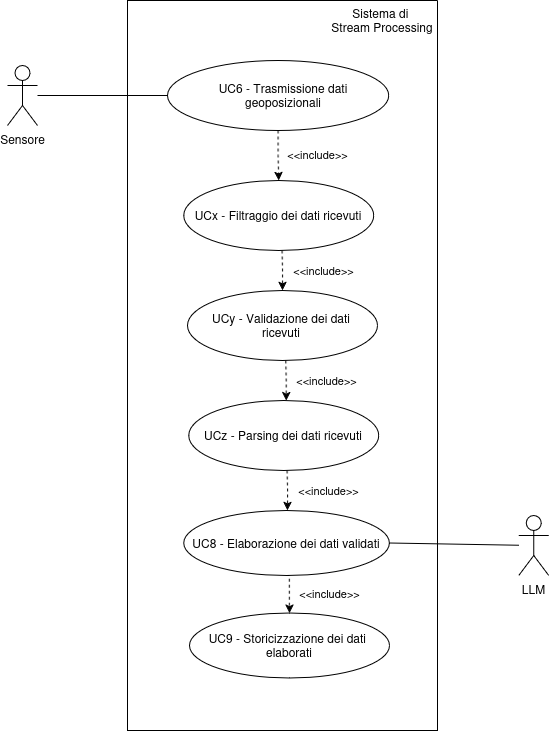 Sistema di
Stream Processing
UC6 - Trasmissione dati
geoposizionali
Sensore
<<include>>
UCx - Filtraggio dei dati ricevuti
<<include>>
UCy - Validazione dei dati
ricevuti
<<include>>
UCz - Parsing dei dati ricevuti
<<include>>
UC8 - Elaborazione dei dati validati
LLM
<<include>>
UC9 - Storicizzazione dei dati
elaborati